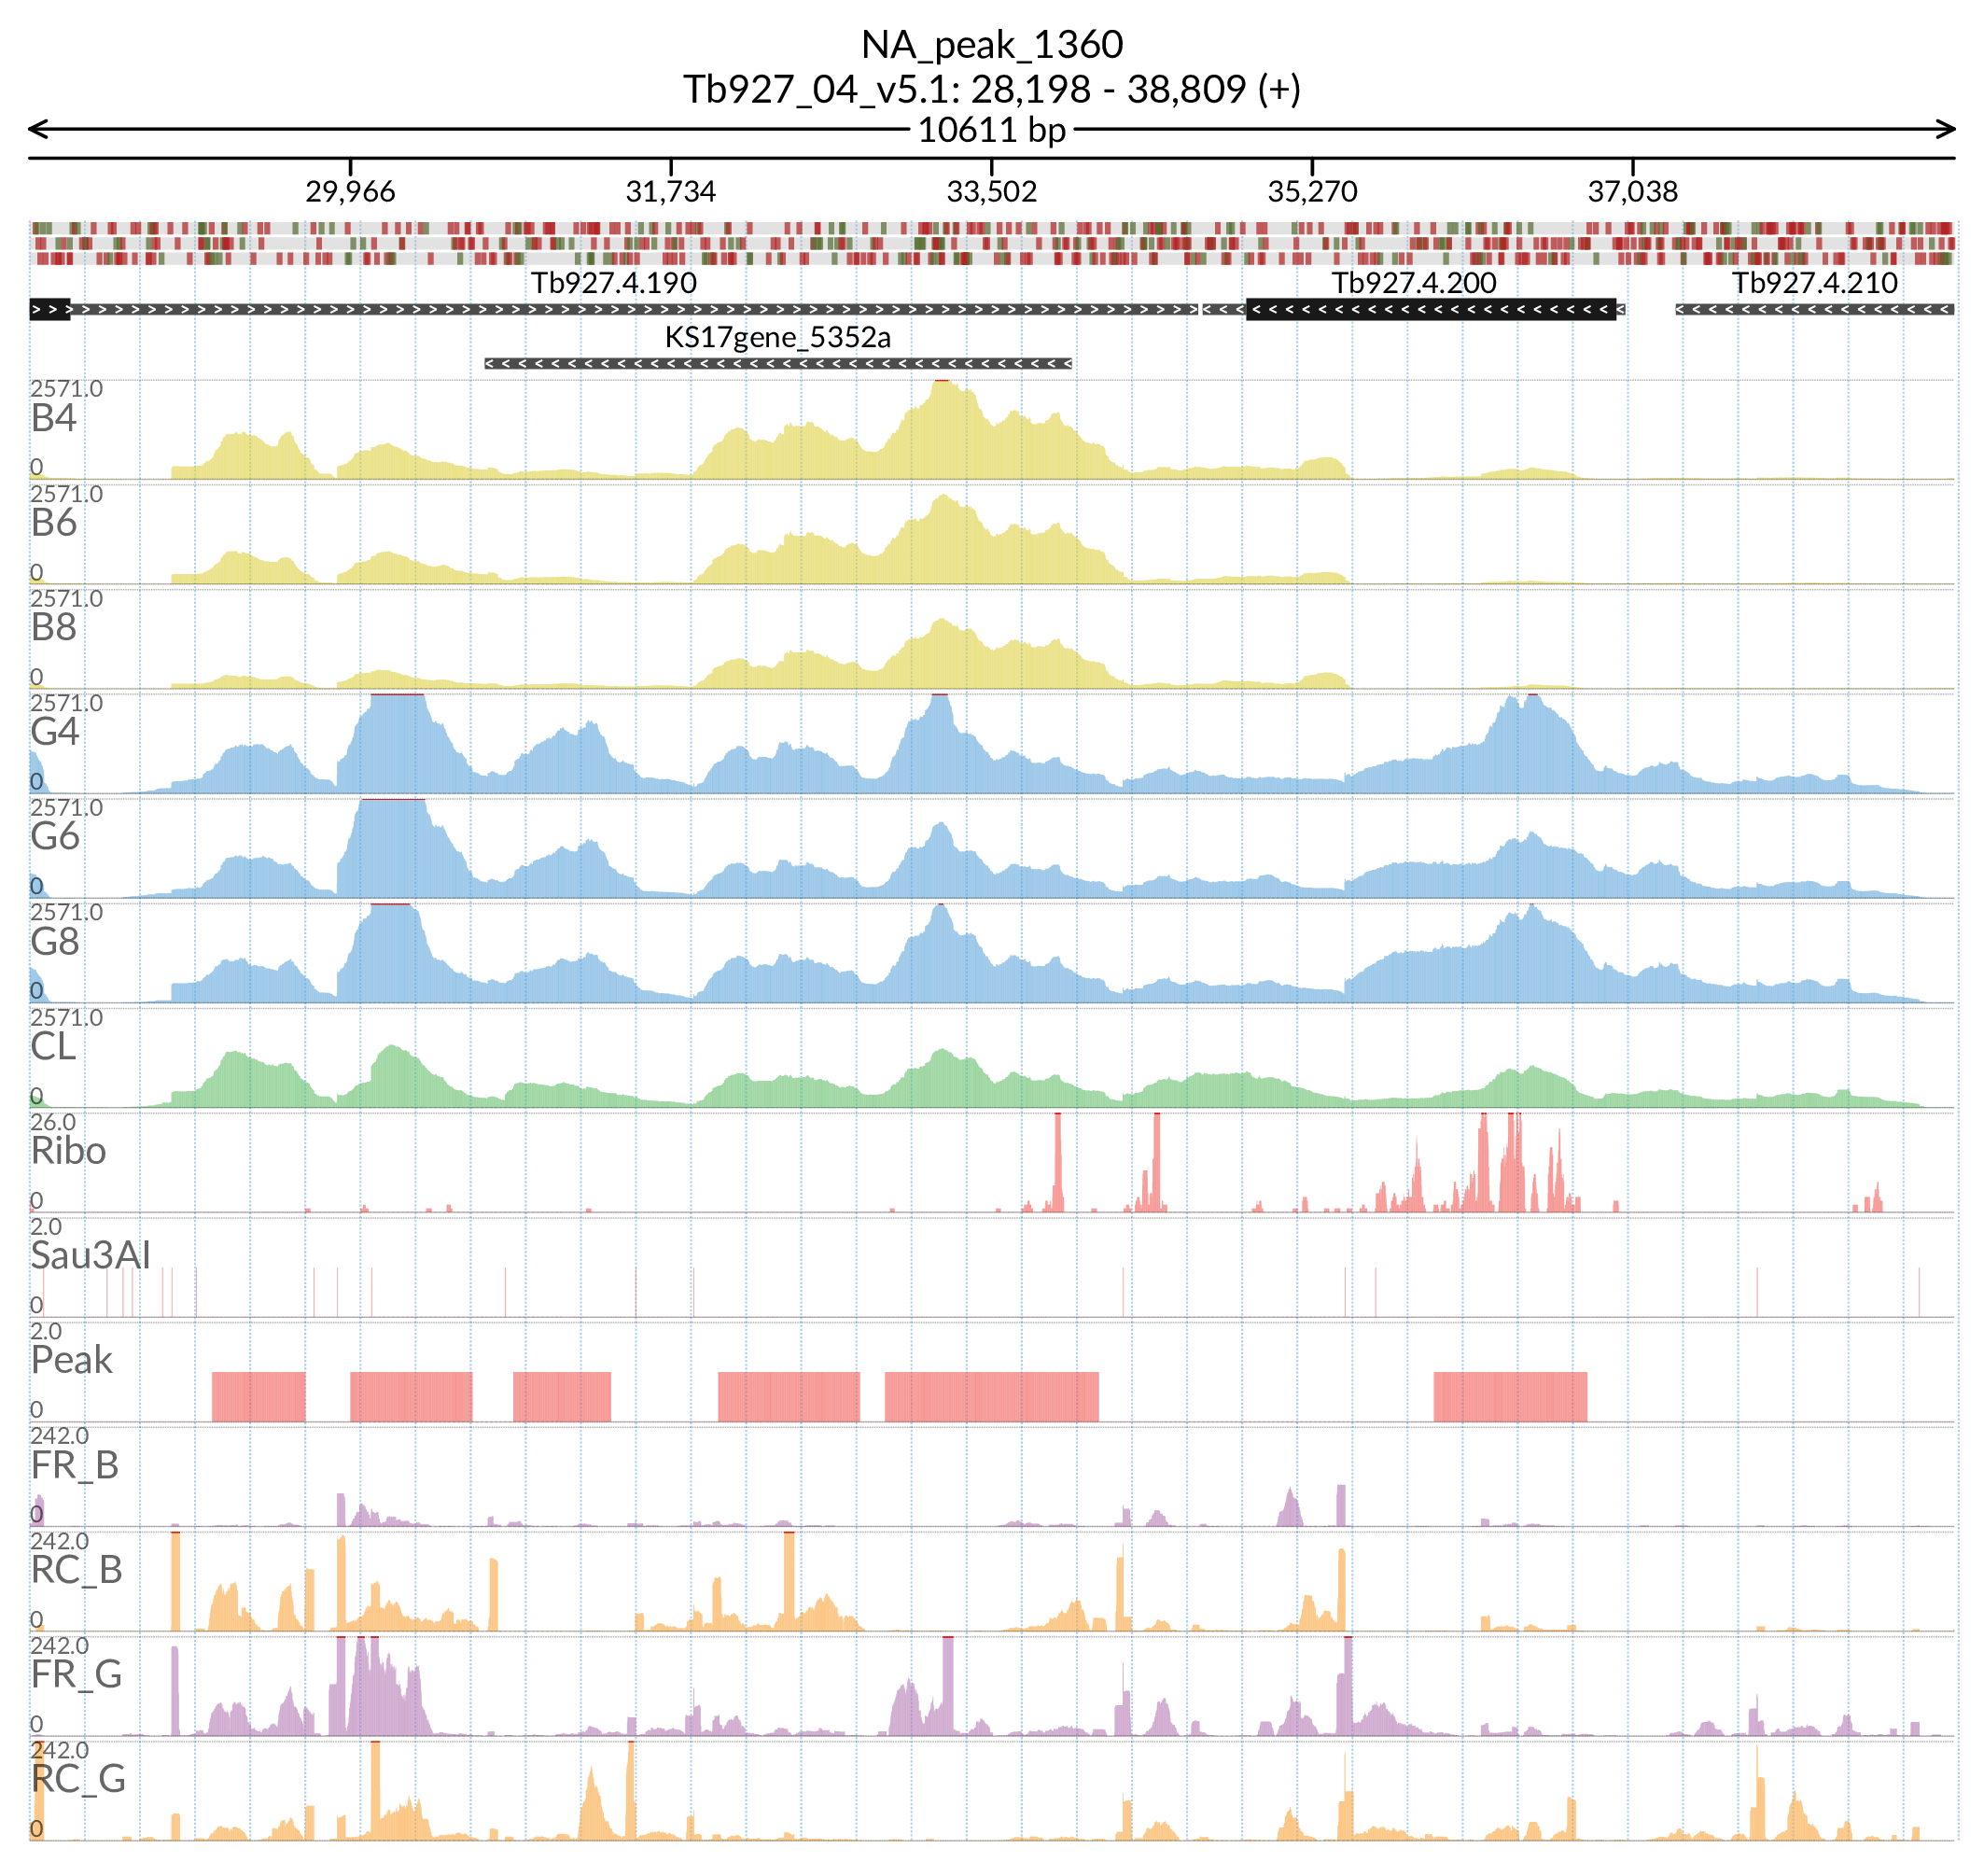 NA_peak_1360
Tb927_04_v5.1: 28,198 - 38,809 (+)
10611 bp
29,966 31,734 33,502 35,270 37,038
Tb927.4.190 Tb927.4.200 Tb927.4.210
KS17gene_5352a
2571.0
B4
0
2571.0
B6
0
2571.0
B8
0
2571.0
G4
0
2571.0
G6
0
2571.0
G8
0
2571.0
CL
0
26.0
Ribo
0
2.0
Sau3AI
0
2.0
Peak
0
242.0
FR_B
0
242.0
RC_B
0
242.0
FR_G
0
242.0
RC_G
0